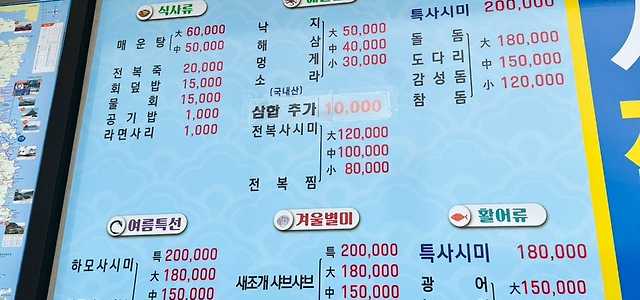 식사류
매운탕 大 60,000
中 50,000
전복죽 20,000
회덮밥 15,000
물회 15,000
공기밥 1,000
라면사리 1,000
낙지 大 50,000
해삼 中 40,000
멍게 小 30,000
소라
(국내산)
삼합 추가 10,000
전복사시미 大 120,000
中 100,000
小 80,000
전복찜
특사시미 200,000
돌돔 大 180,000
도다리 中 150,000
감성돔 小 120,000
참돔
여름특선
하모사시미 특 200,000
大 180,000
中 150,000
겨울별미
새조개 샤브샤브 특 200,000
大 180,000
中 150,000
활어류
특사시미 180,000
광어 大 150,000